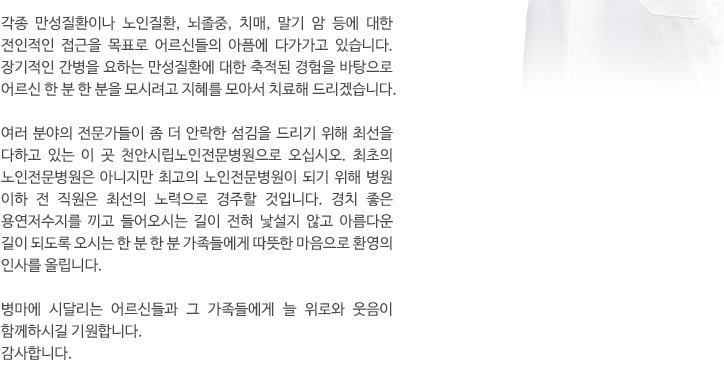 각종 만성질환이나 노인질환, 뇌졸중, 치매, 말기 암 등에 대한
전인적인 접근을 목표로 어르신들의 아픔에 다가가고 있습니다.
장기적인 간병을 요하는 만성질환에 대한 축적된 경험을 바탕으로
어르신 한 분 한 분을 모시려고 지혜를 모아서 치료해 드리겠습니다.
여러 분야의 전문가들이 좀 더 안락한 섬김을 드리기 위해 최선을
다하고 있는 이 곳 천안시립노인전문병원으로 오십시오. 최초의
노인전문병원은 아니지만 최고의 노인전문병원이 되기 위해 병원
이하 전 직원은 최선의 노력으로 경주할 것입니다. 경치 좋은
용연저수지를 끼고 들어오시는 길이 전혀 낯설지 않고 아름다운
길이 되도록 오시는 한 분 한 분 가족들에게 따뜻한 마음으로 환영의
인사를 올립니다.
병마에 시달리는 어르신들과 그 가족들에게 늘 위로와 웃음이
함께하시길 기원합니다.
감사합니다.